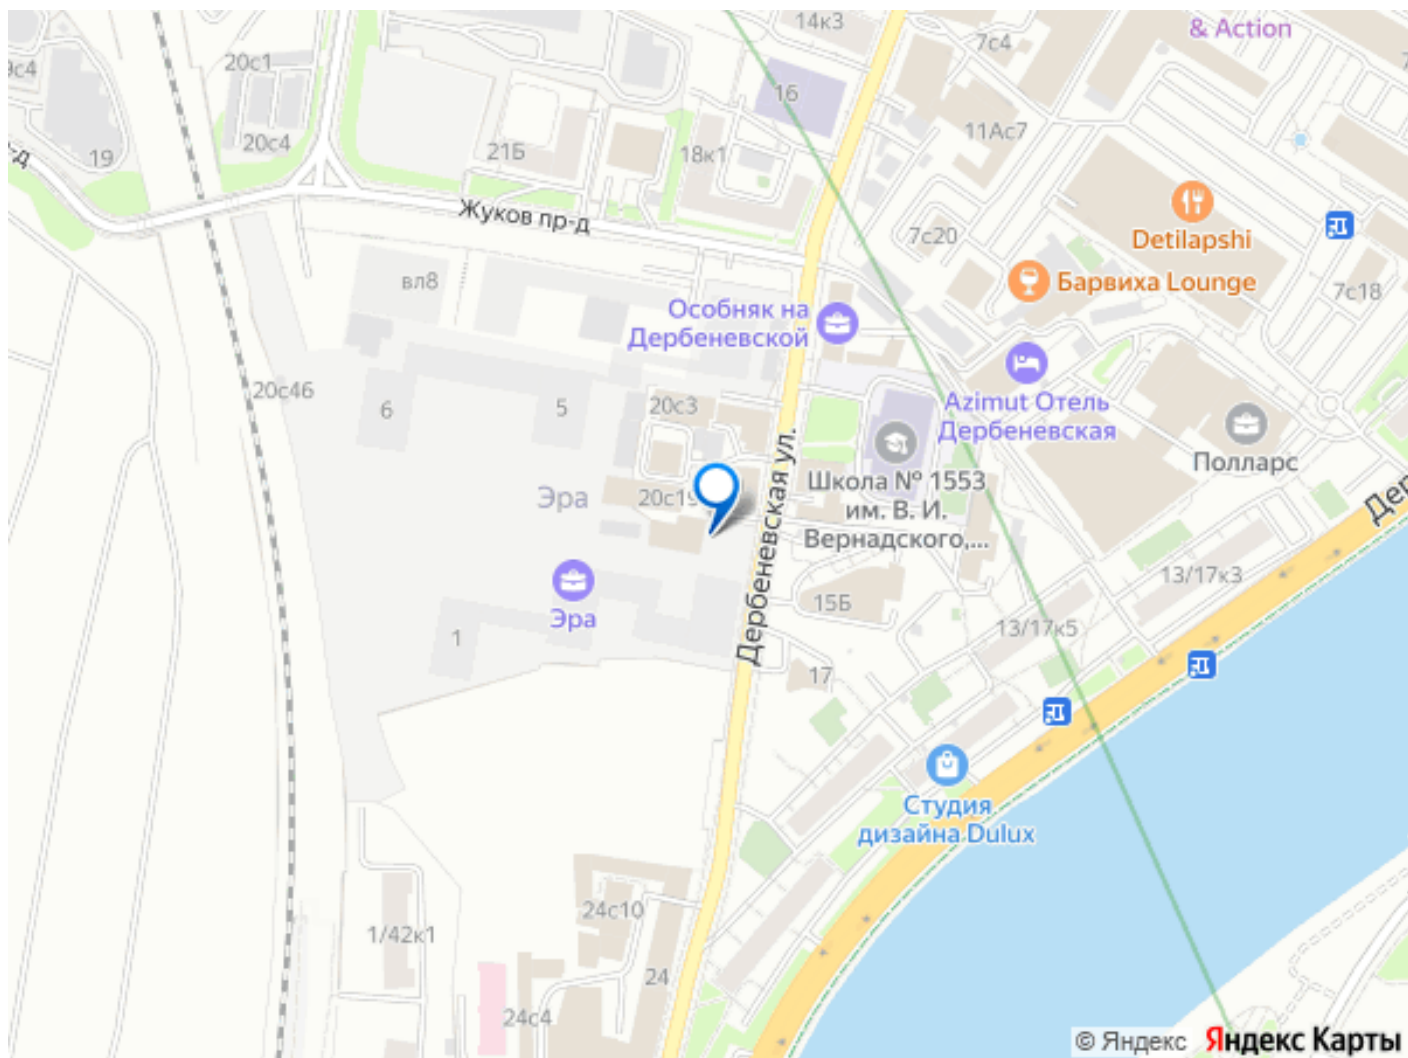 14к3
& Action
7с4
20с1
9с4
16
11Ас7
20с4
19
21Б
18к1
Жуков пр-д
7с20
Detilapshi
вл8
Барвиха Lounge
7с18
Особняк на
Дербеневской
20с46
6
5
20с3
Azimut Отель
Дербеневская
Полларс
Дербеневская ул.
Школа № 1553
им. В. И.
Вернадского,...
Эра
20с19
Дер
13/17к3
15Б
13/17к5
Эра
1
17
Студия
дизайна Dulux
24с10
1/42к1
24
24с4
© Яндекс Яндекс Карты